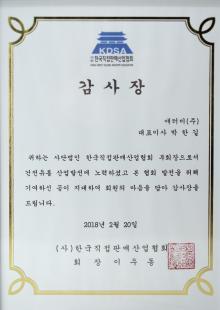 KDSA
한국직접판매산업협회
감사장
애터미(주)
대표이사 박한길
귀하는 사단법인 한국직접판매산업협회 부회장으로서
건전유통 산업발전에 노력하셨고 본 협회 발전을 위해
기여하신 공이 지대하여 회원의 마음을 담아 감사장을
드립니다.
2018년 2월 20일
(사)한국직접판매산업협회
회장 이우동